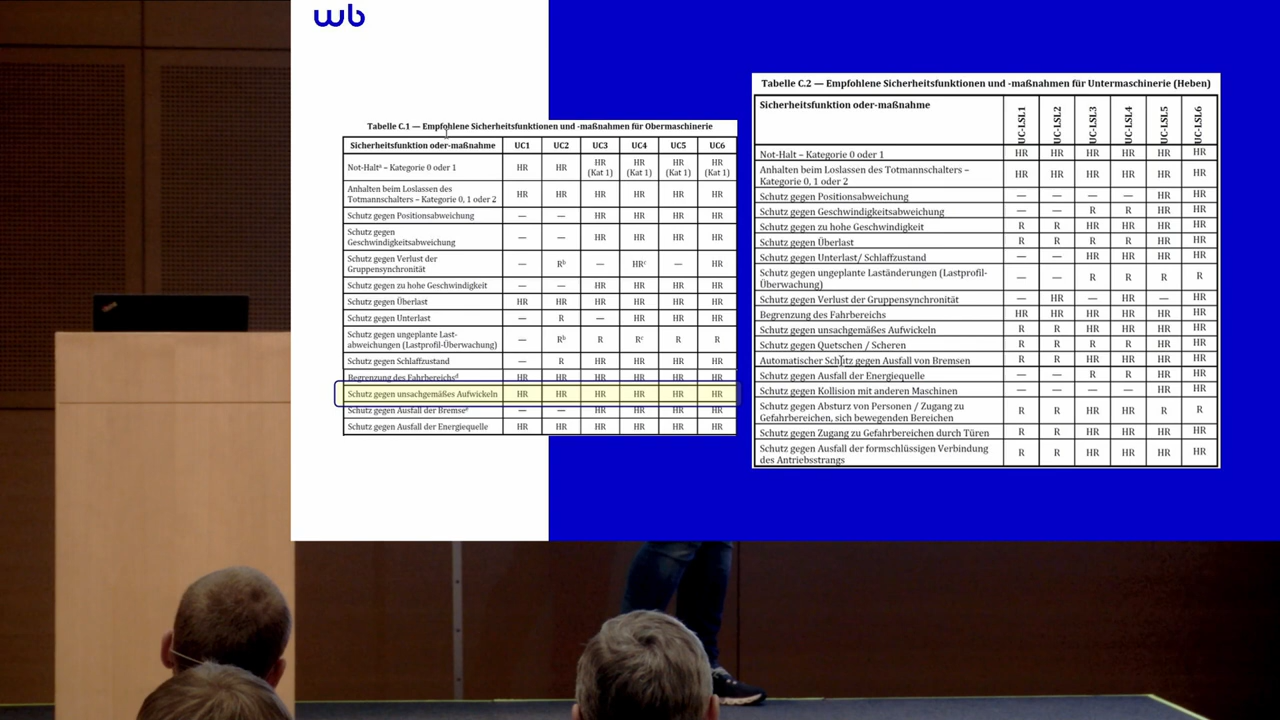 wb
Tabelle C.1 — Empfohlene Sicherheitsfunktionen und -maßnahmen für Obermaschinerie
Sicherheitsfunktion oder-maßnahme UC1 UC2 UC3 UC4 UC5 UC6
Not-Haltᵃ – Kategorie 0 oder 1 HR HR HR (Kat 1) HR (Kat 1) HR (Kat 1) HR (Kat 1)
Anhalten beim Loslassen des
Totmannschalters – Kategorie 0, 1 oder 2 HR HR HR HR HR HR
Schutz gegen Positionsabweichung — — HR HR HR HR
Schutz gegen
Geschwindigkeitsabweichung — — HR HR HR HR
Schutz gegen Verlust der
Gruppensynchronität — Rᵇ — HRᶜ — HR
Schutz gegen zu hohe Geschwindigkeit — — HR HR HR HR
Schutz gegen Überlast HR HR HR HR HR HR
Schutz gegen Unterlast — R — HR HR HR
Schutz gegen ungeplante Last-
abweichungen (Lastprofil-Überwachung) — Rᵇ R Rᶜ R R
Schutz gegen Schlaffzustand — R HR HR HR HR
Begrenzung des Fahrbereichsᵈ HR HR HR HR HR HR
Schutz gegen unsachgemäßes Aufwickeln HR HR HR HR HR HR
Schutz gegen Ausfall der Bremseᵉ — — HR HR HR HR
Schutz gegen Ausfall der Energiequelle HR HR HR HR HR HR
Tabelle C.2 — Empfohlene Sicherheitsfunktionen und -maßnahmen für Untermaschinerie (Heben)
Sicherheitsfunktion oder-maßnahme UC-LSL1 UC-LSL2 UC-LSL3 UC-LSL4 UC-LSL5 UC-LSL6
Not-Halt – Kategorie 0 oder 1 HR HR HR HR HR HR
Anhalten beim Loslassen des Totmannschalters –
Kategorie 0, 1 oder 2 HR HR HR HR HR HR
Schutz gegen Positionsabweichung — — — — HR HR
Schutz gegen Geschwindigkeitsabweichung — — R R HR HR
Schutz gegen zu hohe Geschwindigkeit R R HR HR HR HR
Schutz gegen Überlast R R R R HR HR
Schutz gegen Unterlast/ Schlaffzustand — — HR HR HR HR
Schutz gegen ungeplante Laständerungen (Lastprofil-
Überwachung) — — R R R R
Schutz gegen Verlust der Gruppensynchronität — HR — HR — HR
Begrenzung des Fahrbereichs HR HR HR HR HR HR
Schutz gegen unsachgemäßes Aufwickeln R R HR HR HR HR
Schutz gegen Quetschen / Scheren R R R R HR HR
Automatischer Schutz gegen Ausfall von Bremsen R R HR HR HR HR
Schutz gegen Ausfall der Energiequelle — — R R HR HR
Schutz gegen Kollision mit anderen Maschinen — — — — HR HR
Schutz gegen Absturz von Personen / Zugang zu
Gefahrbereichen, sich bewegenden Bereichen R R HR HR R R
Schutz gegen Zugang zu Gefahrbereichen durch Türen R R HR HR HR HR
Schutz gegen Ausfall der formschlüssigen Verbindung
des Antriebsstrangs R R HR HR HR HR